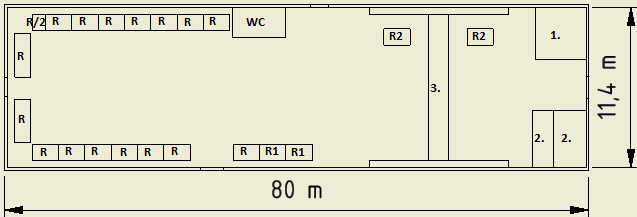 R/2 R R R R R R R WC
R R2 R2 1.
R 3.
R R R R R R R R1 R1 2. 2.
11,4 m
80 m